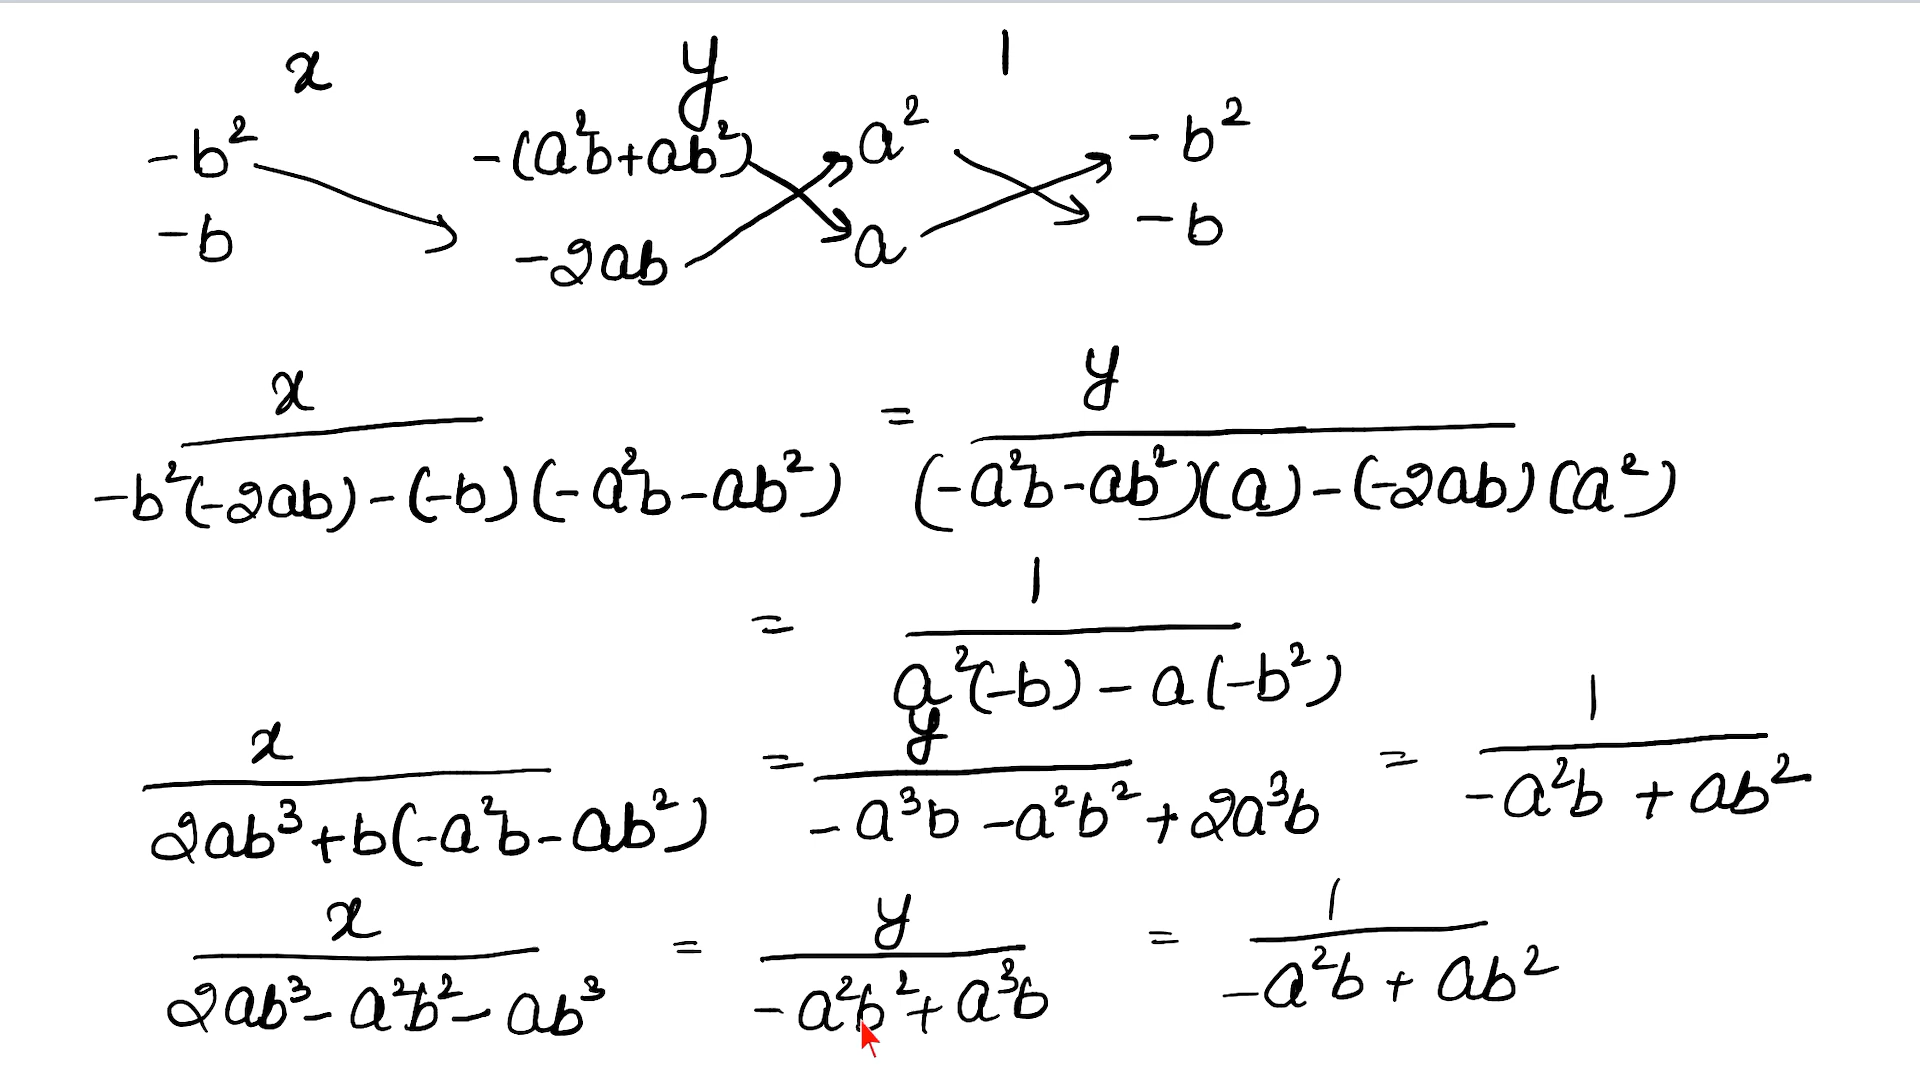 x y 1
-b² -(a²b+ab²) a² -b²
-b -2ab a -b
x/(-b²(-2ab)-(-b)(-a²b-ab²)) = y/((-a²b-ab²)(a)-(-2ab)(a²))
= 1/(a²(-b)-a(-b²))
x/(2ab³+b(-a²b-ab²)) = y/(-a³b-a²b²+2a³b) = 1/(-a²b+ab²)
x/(2ab³-a²b²-ab³) = y/(-a²b²+a³b) = 1/(-a²b+ab²)